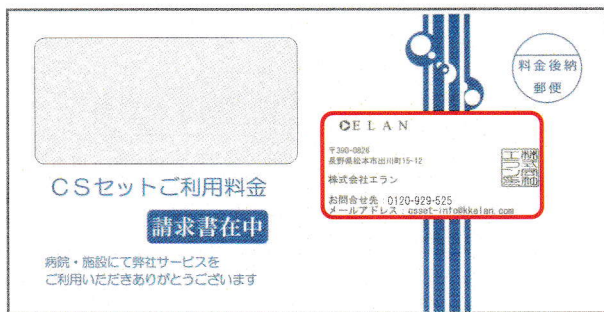 料金後納
郵便
ELAN
〒390-0826
長野県松本市出川町15-12
株式会社エラン
お問合せ先：0120-929-525
メールアドレス：csset-info@kkelan.com
CSセットご利用料金
請求書在中
病院・施設にて弊社サービスを
ご利用いただきありがとうございます